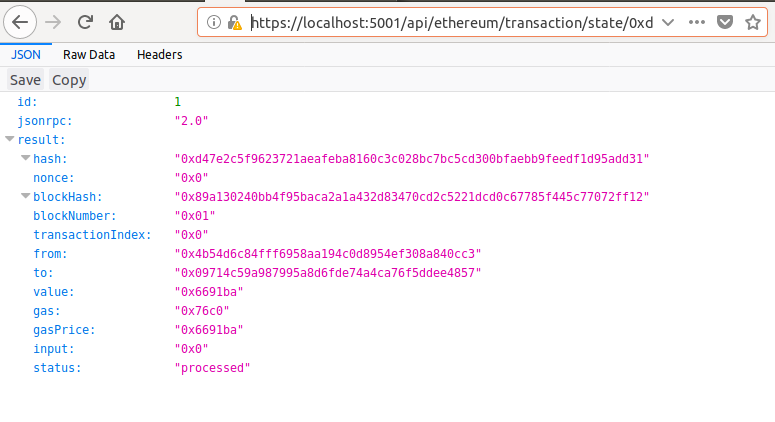 https://localhost:5001/api/ethereum/transaction/state/0xd
JSON Raw Data Headers
Save Copy
id: 1
jsonrpc: "2.0"
result:
hash: "0xd47e2c5f9623721aeafeba8160c3c028bc7bc5cd300bfaebb9feedf1d95add31"
nonce: "0x0"
blockHash: "0x89a130240bb4f95baca2a1a432d83470cd2c5221dcd0c67785f445c77072ff12"
blockNumber: "0x01"
transactionIndex: "0x0"
from: "0x4b54d6c84fff6958aa194c0d8954ef308a840cc3"
to: "0x09714c59a987995a8d6fde74a4ca76f5ddee4857"
value: "0x6691ba"
gas: "0x76c0"
gasPrice: "0x6691ba"
input: "0x0"
status: "processed"